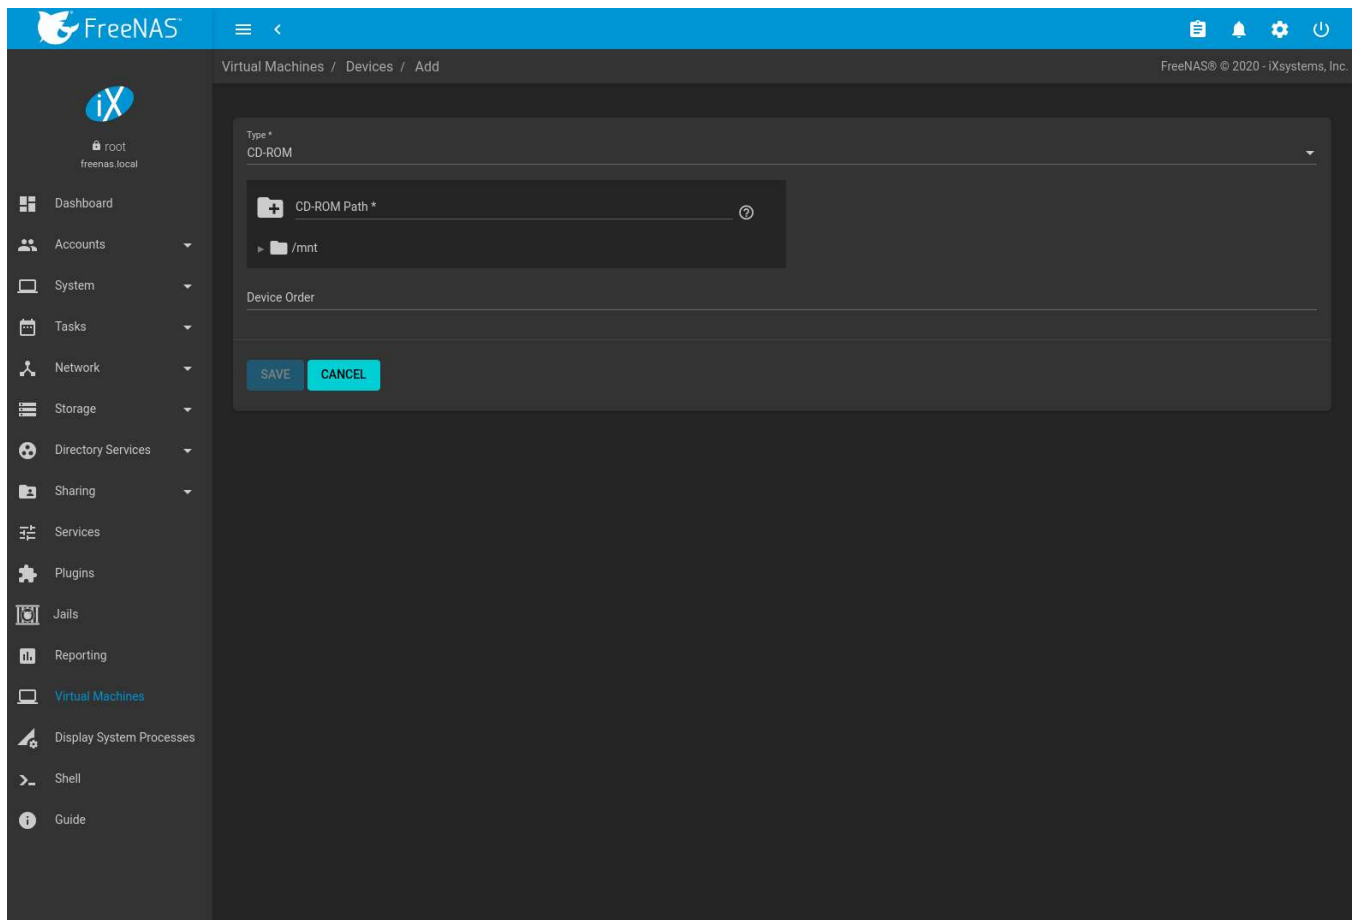 FreeNAS
Virtual Machines / Devices / Add
FreeNAS® © 2020 - iXsystems, Inc.
iX
root
freenas.local
Dashboard
Accounts
System
Tasks
Network
Storage
Directory Services
Sharing
Services
Plugins
Jails
Reporting
Virtual Machines
Display System Processes
Shell
Guide
Type *
CD-ROM
CD-ROM Path *
/mnt
Device Order
SAVE CANCEL